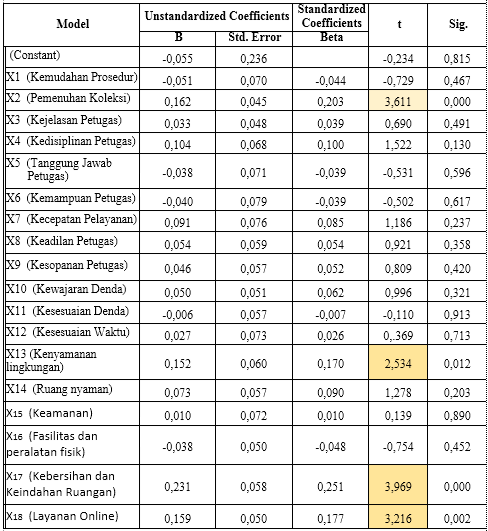 Model Unstandardized Coefficients Standardized Coefficients t Sig.
B Std. Error Beta
(Constant) -0,055 0,236 -0,234 0,815
X1 (Kemudahan Prosedur) -0,051 0,070 -0,044 -0,729 0,467
X2 (Pemenuhan Koleksi) 0,162 0,045 0,203 3,611 0,000
X3 (Kejelasan Petugas) 0,033 0,048 0,039 0,690 0,491
X4 (Kedisiplinan Petugas) 0,104 0,068 0,100 1,522 0,130
X5 (Tanggung Jawab
Petugas) -0,038 0,071 -0,039 -0,531 0,596
X6 (Kemampuan Petugas) -0,040 0,079 -0,039 -0,502 0,617
X7 (Kecepatan Pelayanan) 0,091 0,076 0,085 1,186 0,237
X8 (Keadilan Petugas) 0,054 0,059 0,054 0,921 0,358
X9 (Kesopanan Petugas) 0,046 0,057 0,052 0,809 0,420
X10 (Kewajaran Denda) 0,050 0,051 0,062 0,996 0,321
X11 (Kesesuaian Denda) -0,006 0,057 -0,007 -0,110 0,913
X12 (Kesesuaian Waktu) 0,027 0,073 0,026 0,.369 0,713
X13 (Kenyamanan
lingkungan) 0,152 0,060 0,170 2,534 0,012
X14 (Ruang nyaman) 0,073 0,057 0,090 1,278 0,203
X15 (Keamanan) 0,010 0,072 0,010 0,139 0,890
X16 (Fasilitas dan
peralatan fisik) -0,038 0,050 -0,048 -0,754 0,452
X17 (Kebersihan dan
Keindahan Ruangan) 0,231 0,058 0,251 3,969 0,000
X18 (Layanan Online) 0,159 0,050 0,177 3,216 0,002